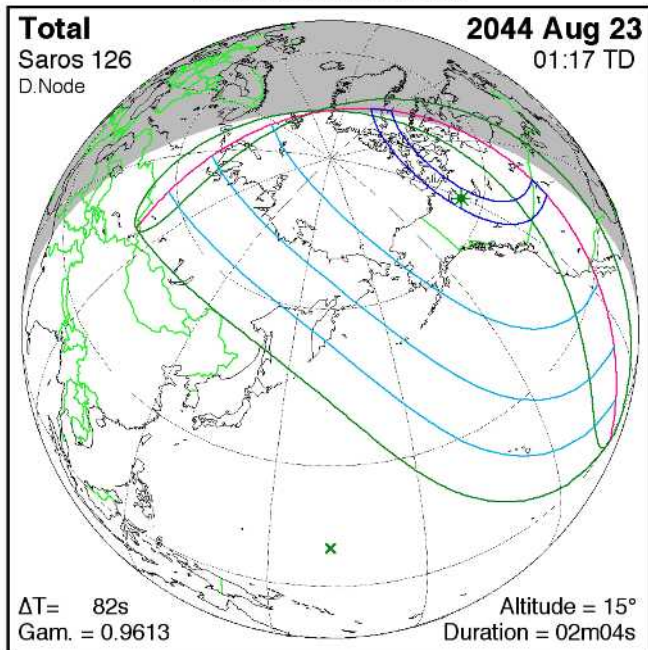 Total
Saros 126
D.Node
2044 Aug 23
01:17 TD
ΔT= 82s
Gam. = 0.9613
Altitude = 15°
Duration = 02m04s